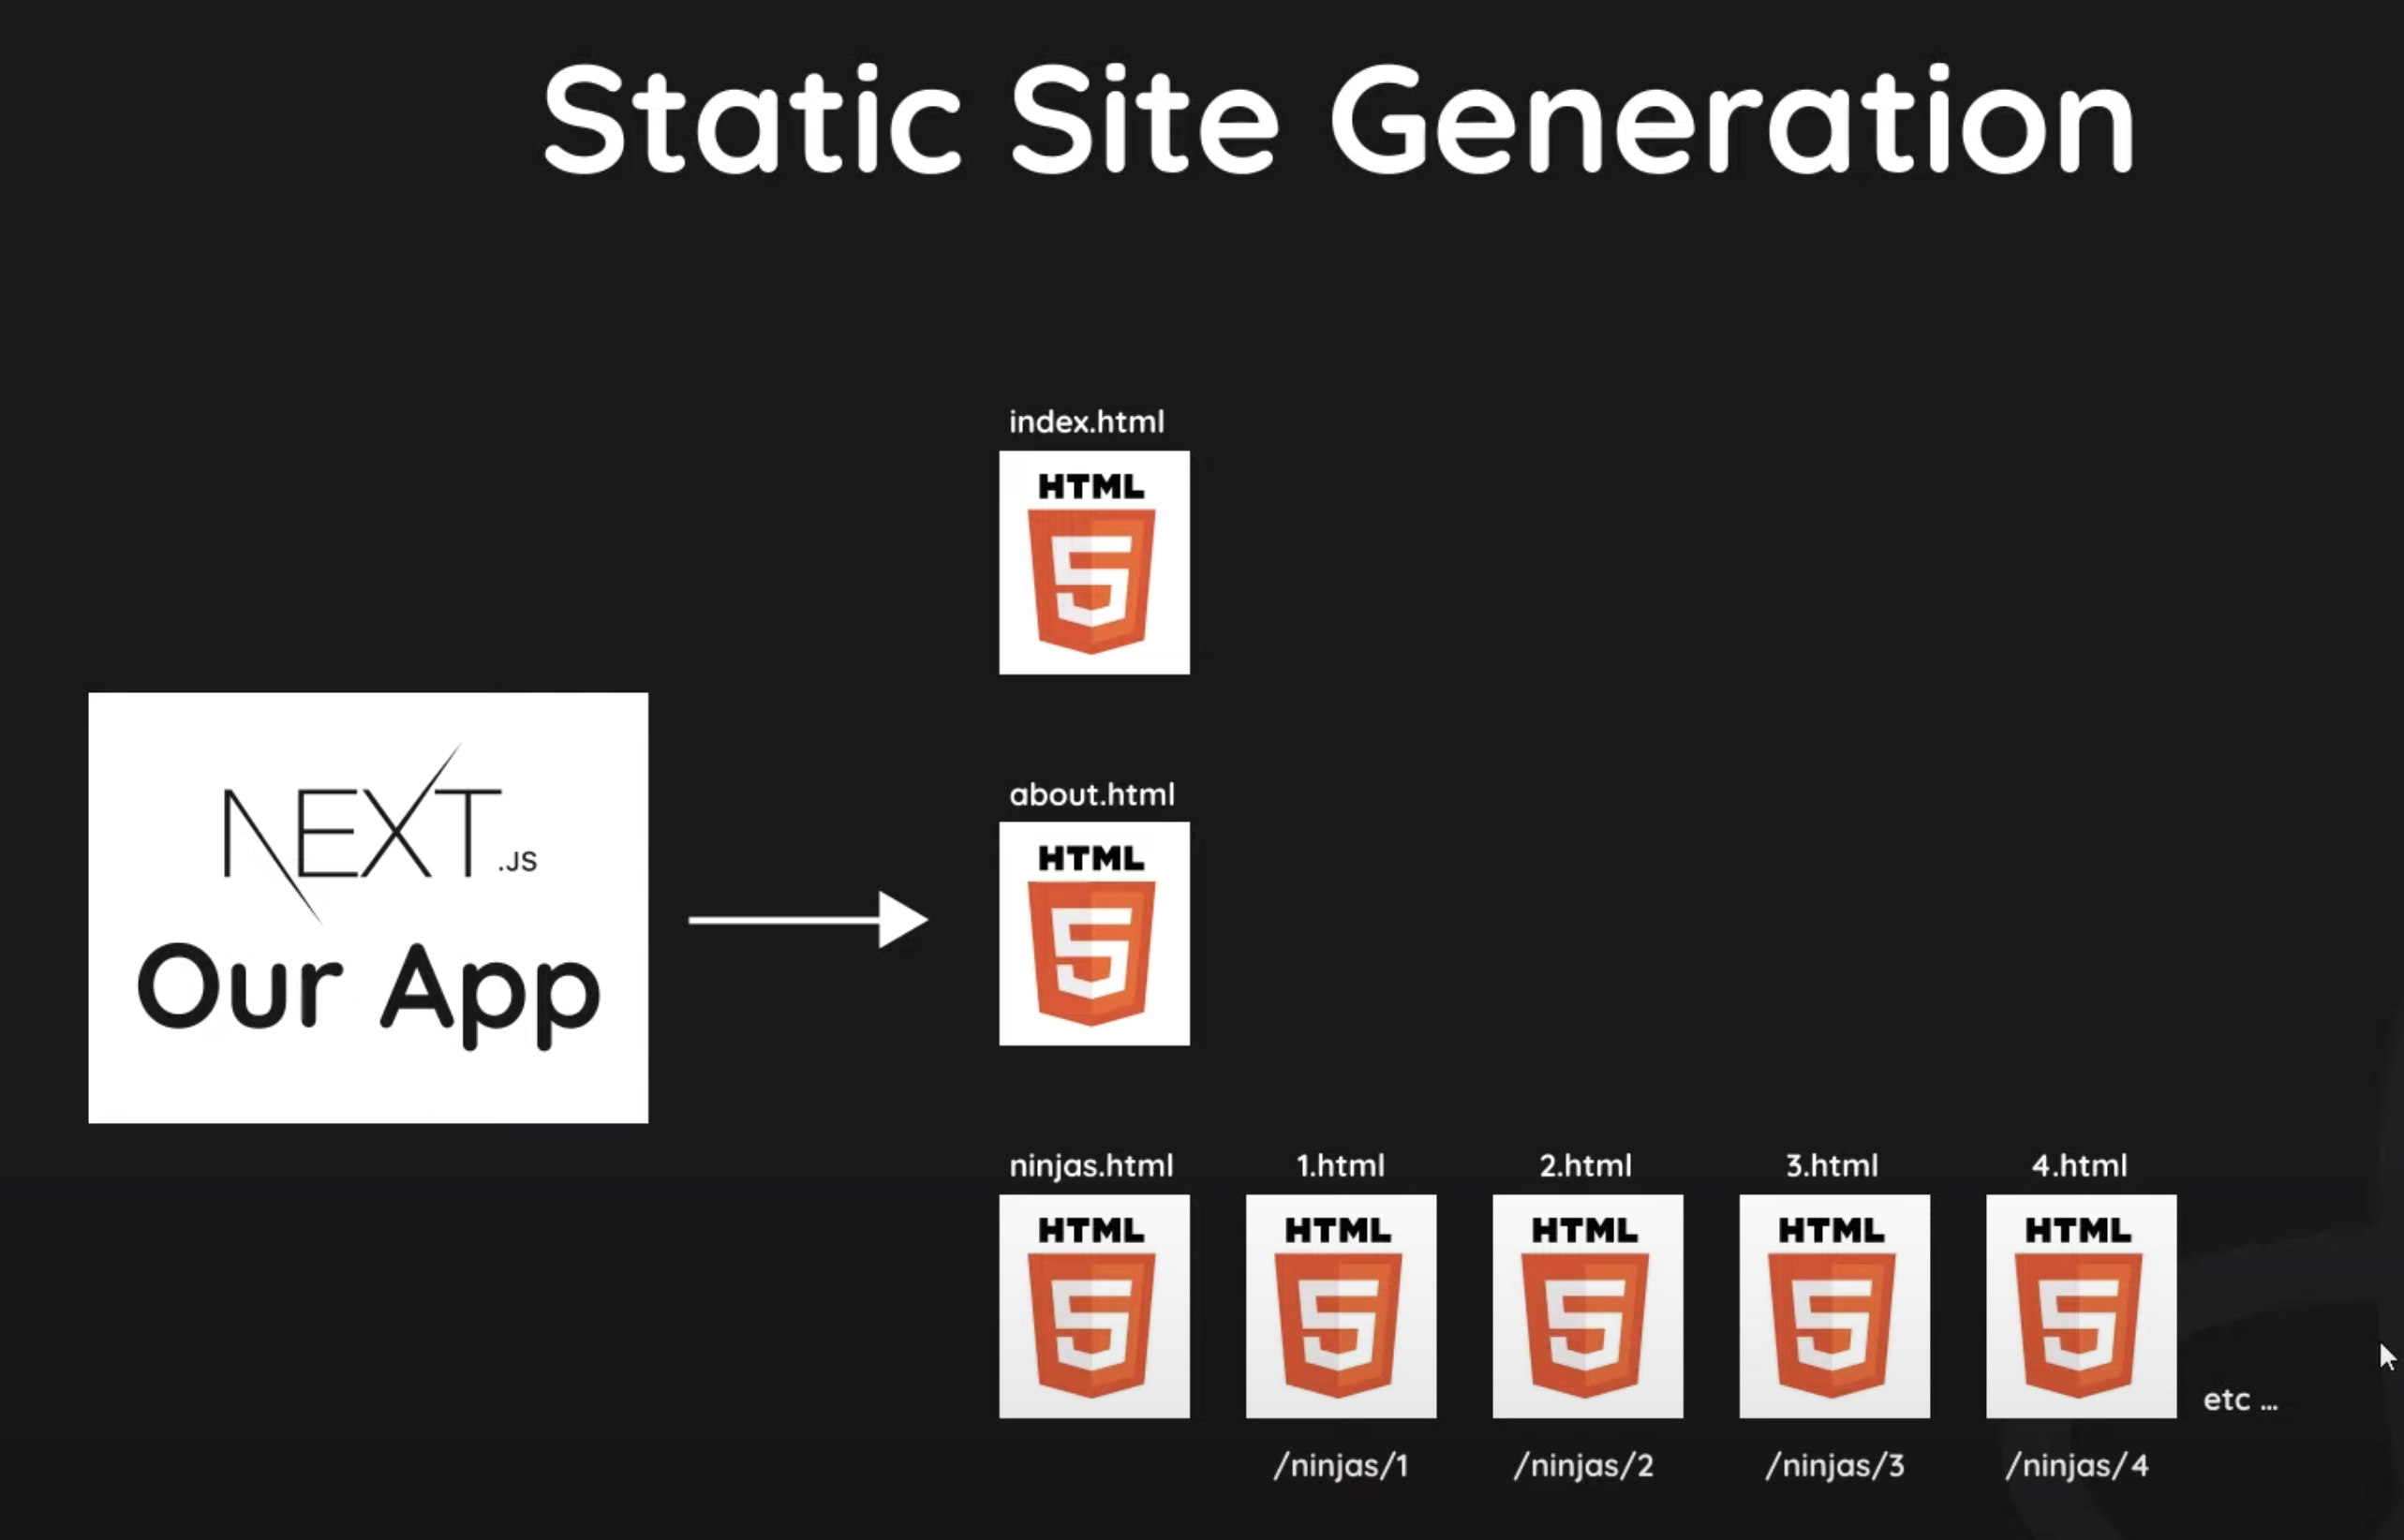 Static Site Generation
index.html
HTML
5
NEXT.JS
Our App
about.html
HTML
5
ninjas.html 1.html 2.html 3.html 4.html
HTML HTML HTML HTML HTML
5 5 5 5 5
etc ...
/ninjas/1 /ninjas/2 /ninjas/3 /ninjas/4